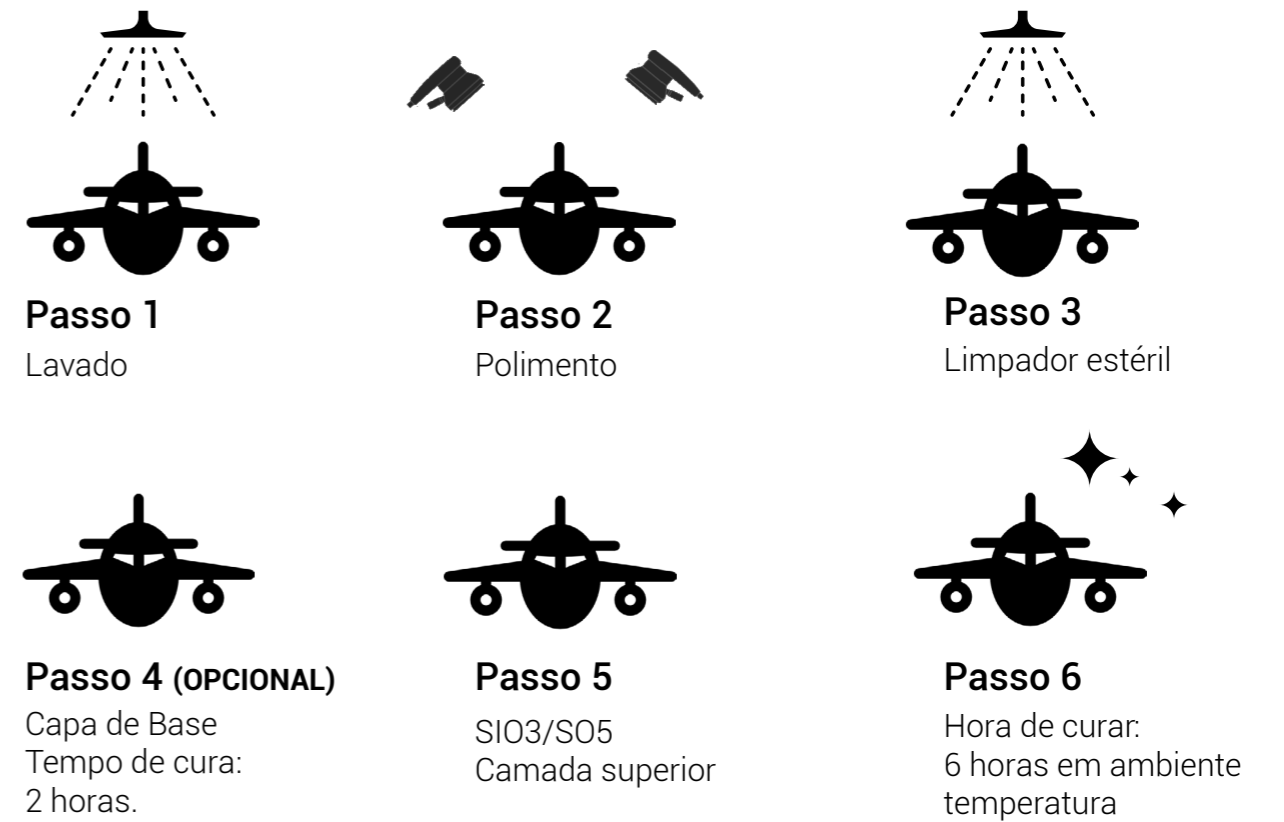 Passo 1
Lavado
Passo 2
Polimento
Passo 3
Limpador estéril
Passo 4 (OPCIONAL)
Capa de Base
Tempo de cura:
2 horas.
Passo 5
SIO3/SO5
Camada superior
Passo 6
Hora de curar:
6 horas em ambiente
temperatura